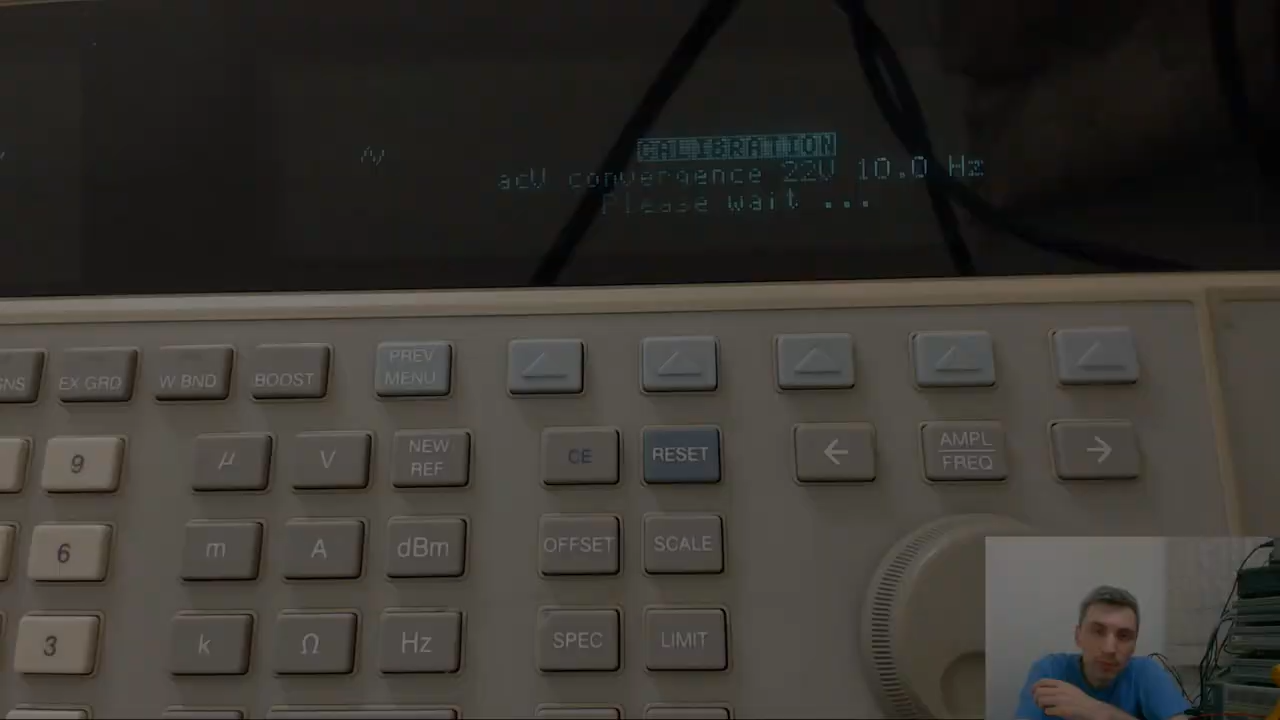 CALIBRATION
acV convergence 22V 10.0 Hz
Please wait ...
EX GRD W BND BOOST PREV MENU
9 µ V NEW REF CE RESET ← AMPL FREQ →
6 m A dBm OFFSET SCALE
3 k Ω Hz SPEC LIMIT